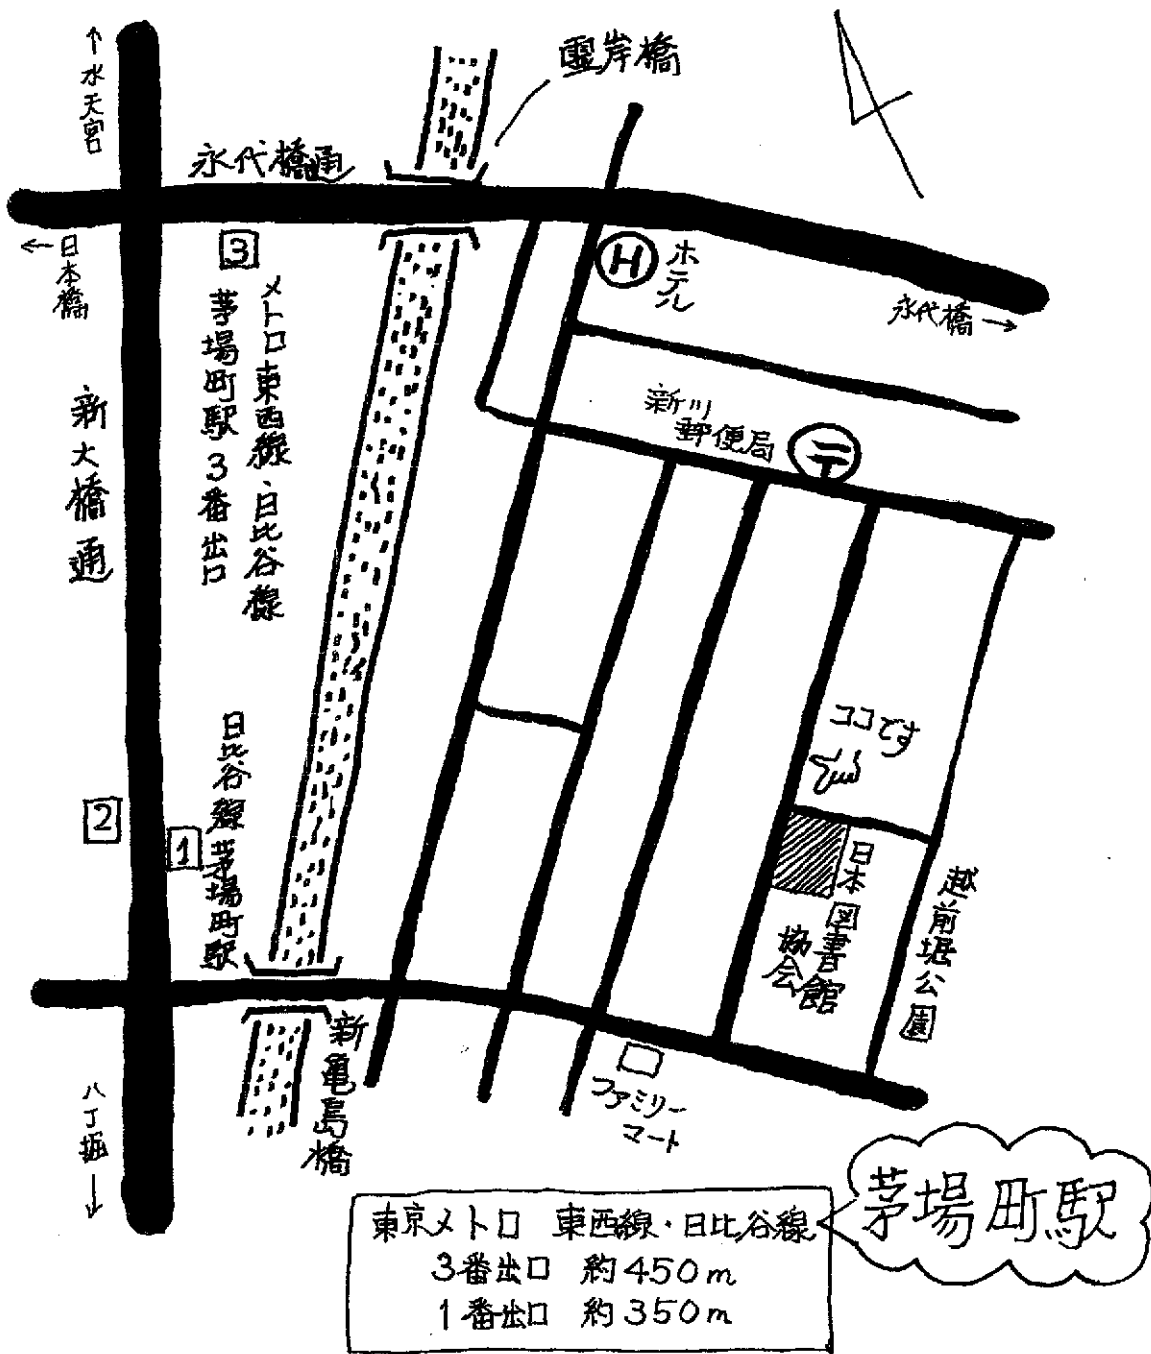 ↑水天宮
霊岸橋
永代橋通
←日本橋
3
メトロ東西線・日比谷線
茅場町駅3番出口
H
ホテル
永代橋→
新大橋通
新川
郵便局
〒
ココです
2
1
日比谷線茅場町駅
日本図書館
協会
越前堀公園
新亀島橋
ファミリー
マート
八丁堀→
東京メトロ 東西線・日比谷線
3番出口 約450m
1番出口 約350m
茅場町駅